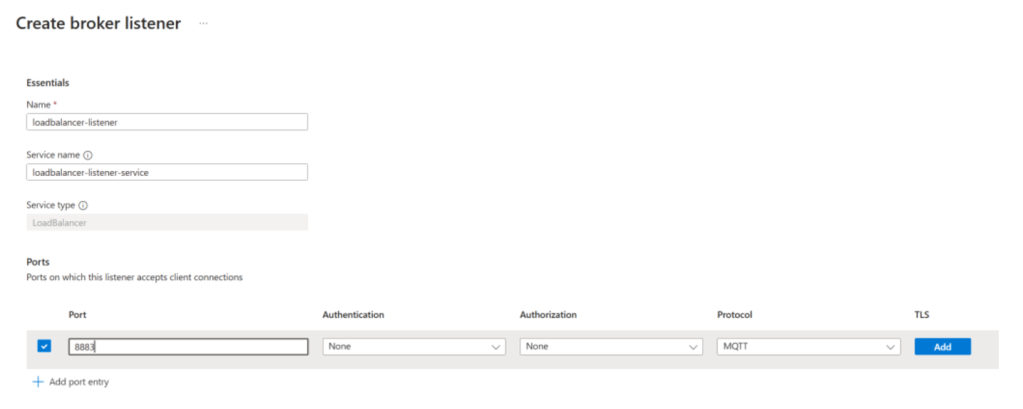 Create broker listener ...
Essentials
Name *
loadbalancer-listener
Service name
loadbalancer-listener-service
Service type
LoadBalancer
Ports
Ports on which this listener accepts client connections
Port Authentication Authorization Protocol TLS
8883 None None MQTT Add
+ Add port entry